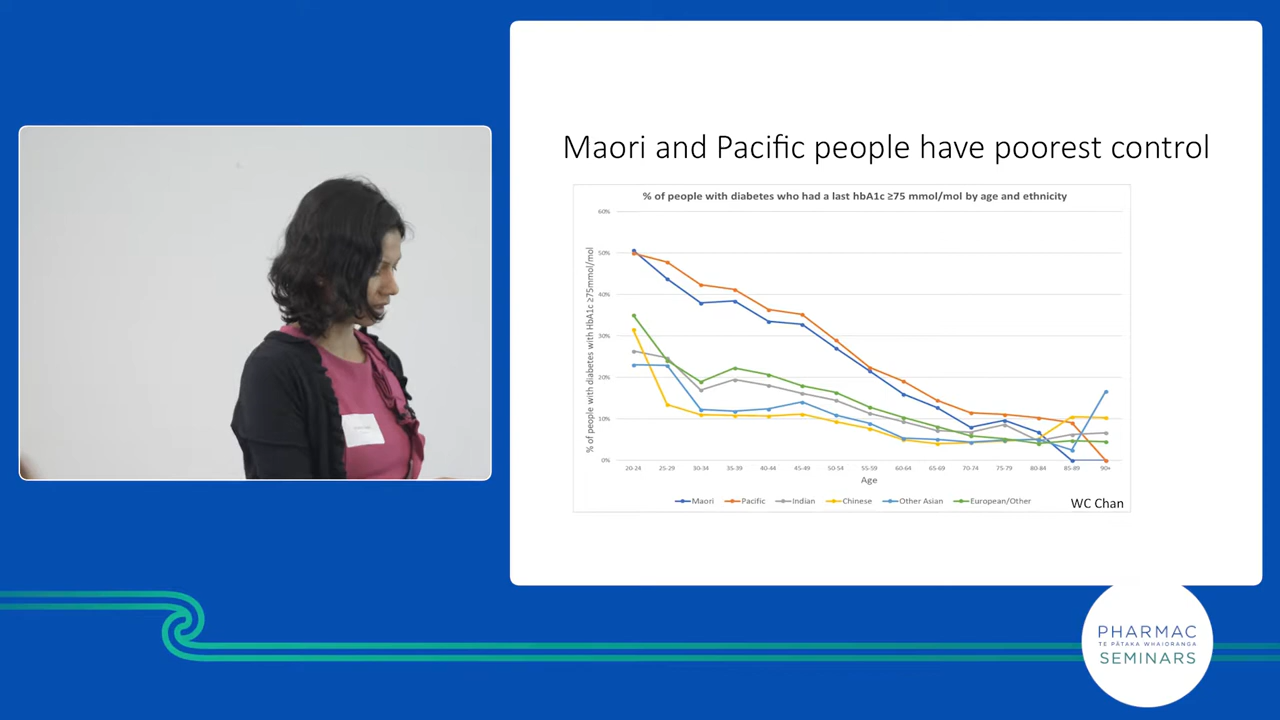 Maori and Pacific people have poorest control
% of people with diabetes who had a last hbA1c ≥75 mmol/mol by age and ethnicity
% of people with diabetes with HbA1c ≥75mmol/mol
60%
50%
40%
30%
20%
10%
0%
20-24 25-29 30-34 35-39 40-44 45-49 50-54 55-59 60-64 65-69 70-74 75-79 80-84 85-89 90+
Age
Maori Pacific Indian Chinese Other Asian European/Other
WC Chan
PHARMAC
TE PĀTAKA WHAIORANGA
SEMINARS